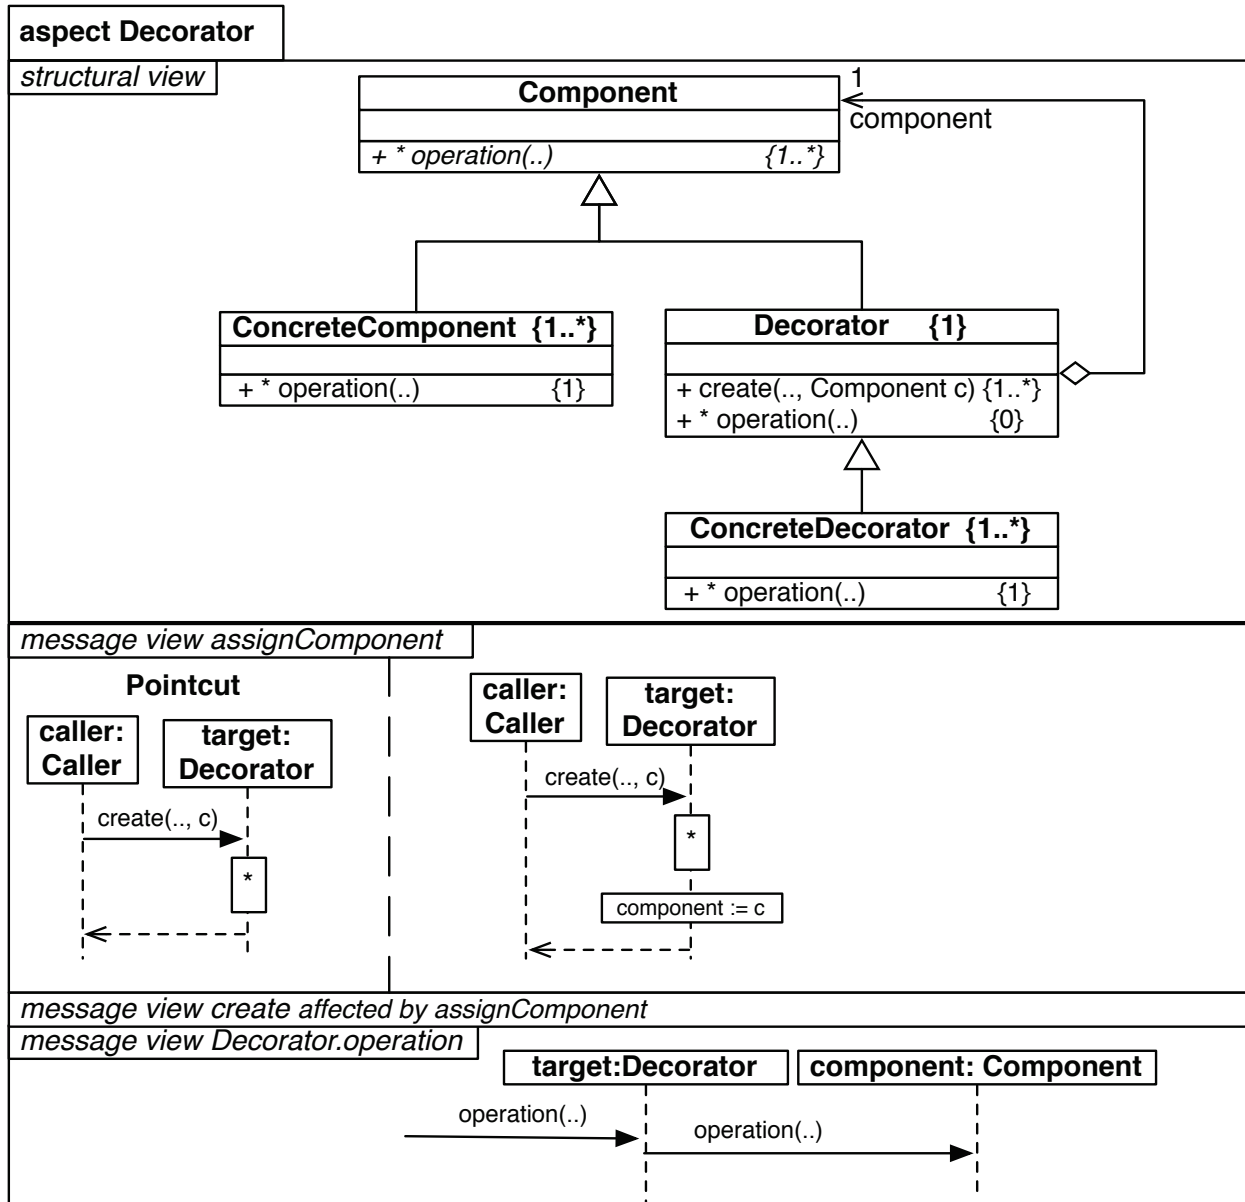 aspect Decorator
structural view
Component
+ * operation(..) {1..*}
1
component
ConcreteComponent {1..*}
+ * operation(..) {1}
Decorator {1}
+ create(.., Component c) {1..*}
+ * operation(..) {0}
ConcreteDecorator {1..*}
+ * operation(..) {1}
message view assignComponent
Pointcut
caller:
Caller
target:
Decorator
create(.., c)
*
caller:
Caller
target:
Decorator
create(.., c)
*
component := c
message view create affected by assignComponent
message view Decorator.operation
target:Decorator
component: Component
operation(..)
operation(..)